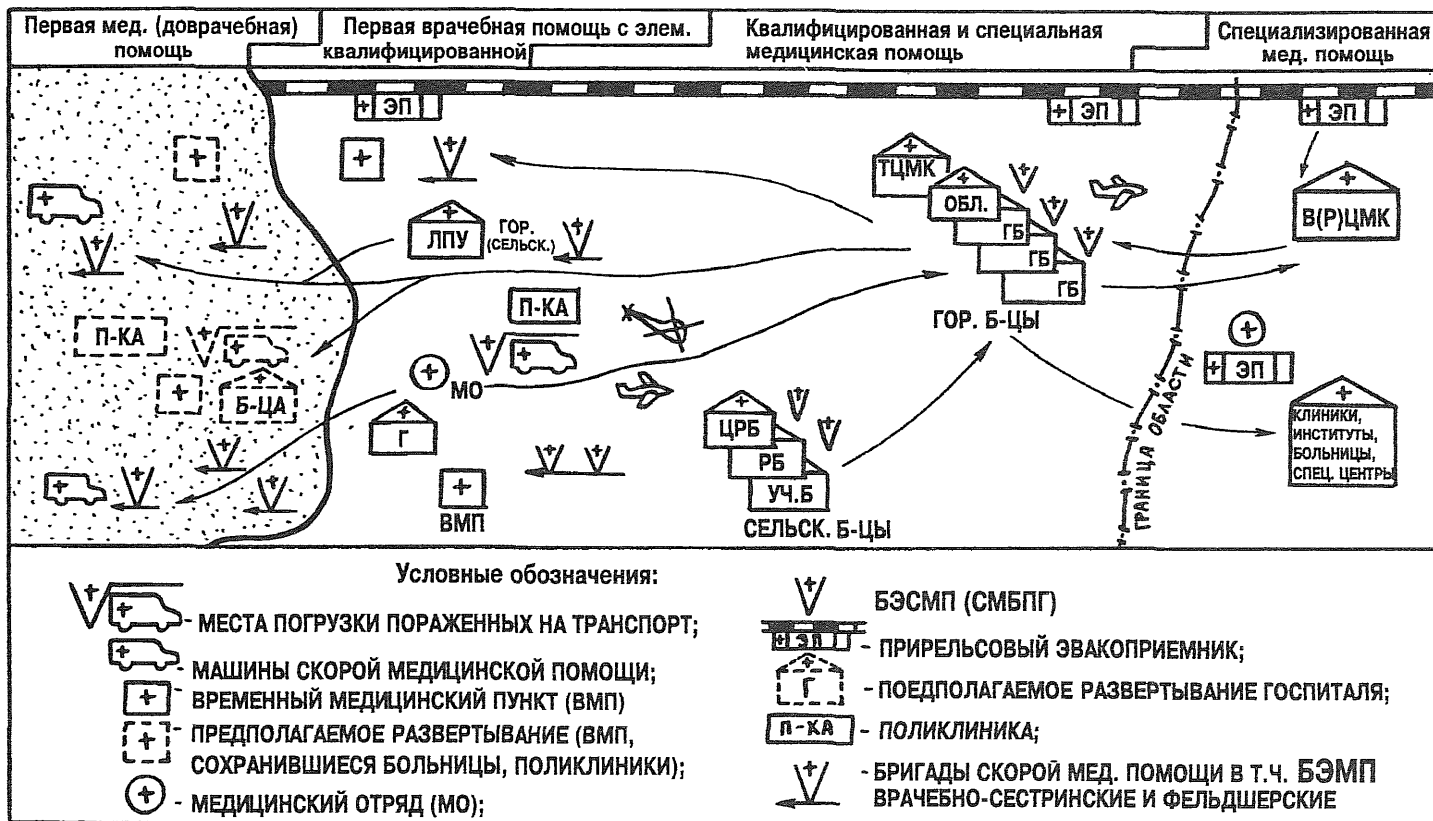 Первая мед. (доврачебная)
помощь
Первая врачебная помощь с элем.
квалифицированной
Квалифицированная и специальная
медицинская помощь
Специализированная
мед. помощь
ЭП
ЭП
ЭП
ТЦМК
ОБЛ.
ГБ
ГБ
ГБ
ГОР. Б-ЦЫ
В(Р)ЦМК
ЛПУ
ГОР.
(СЕЛЬСК.)
П-КА
П-КА
Б-ЦА
МО
Г
ВМП
ЦРБ
РБ
УЧ.Б
СЕЛЬСК. Б-ЦЫ
ГРАНИЦА ОБЛАСТИ
ЭП
КЛИНИКИ,
ИНСТИТУТЫ,
БОЛЬНИЦЫ,
СПЕЦ. ЦЕНТРЫ
Условные обозначения:
- МЕСТА ПОГРУЗКИ ПОРАЖЕННЫХ НА ТРАНСПОРТ;
- МАШИНЫ СКОРОЙ МЕДИЦИНСКОЙ ПОМОЩИ;
- ВРЕМЕННЫЙ МЕДИЦИНСКИЙ ПУНКТ (ВМП)
- ПРЕДПОЛАГАЕМОЕ РАЗВЕРТЫВАНИЕ (ВМП,
СОХРАНИВШИЕСЯ БОЛЬНИЦЫ, ПОЛИКЛИНИКИ);
- МЕДИЦИНСКИЙ ОТРЯД (МО);
БЭСМП (СМБПГ)
ЭП - ПРИРЕЛЬСОВЫЙ ЭВАКОПРИЕМНИК;
Г - ПОЕДПОЛАГАЕМОЕ РАЗВЕРТЫВАНИЕ ГОСПИТАЛЯ;
П-КА - ПОЛИКЛИНИКА;
- БРИГАДЫ СКОРОЙ МЕД. ПОМОЩИ В Т.Ч. БЭМП
ВРАЧЕБНО-СЕСТРИНСКИЕ И ФЕЛЬДШЕРСКИЕ